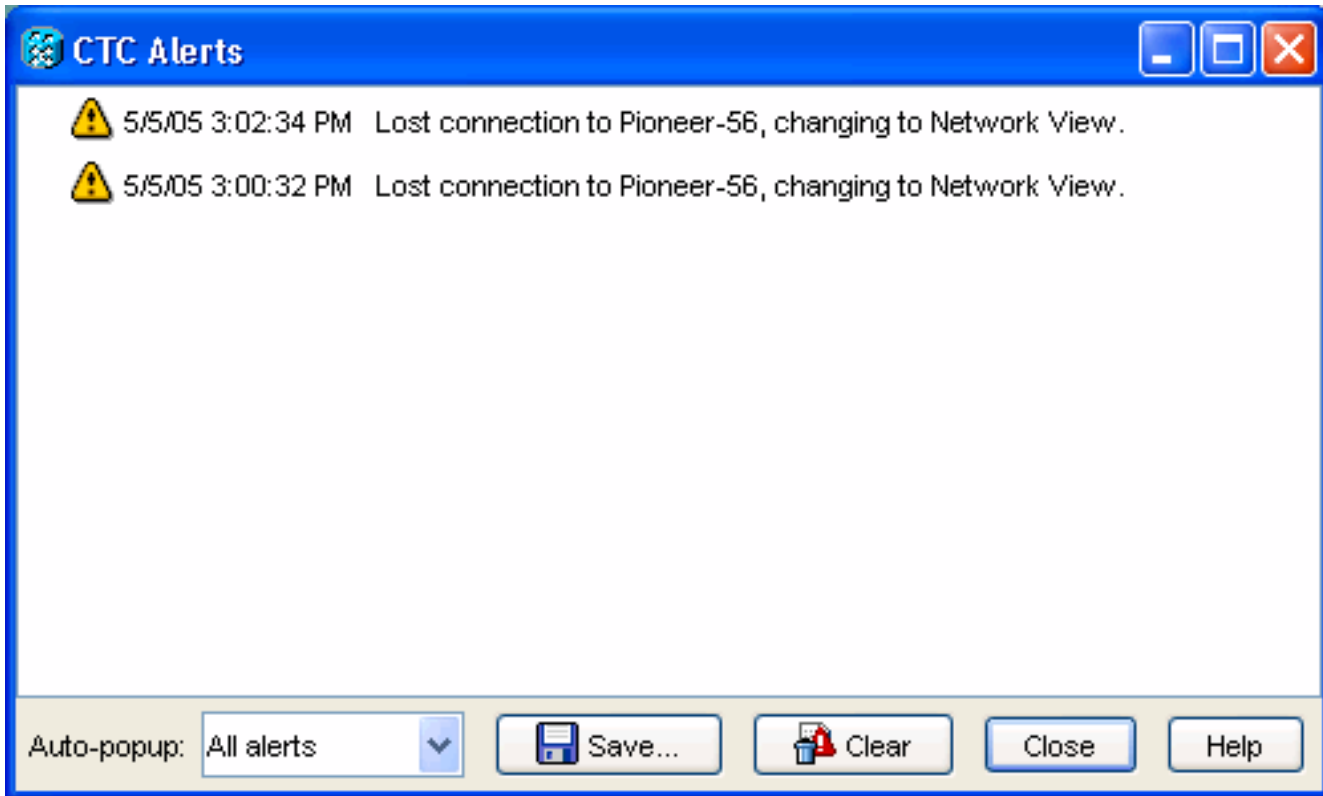 CTC Alerts
5/5/05 3:02:34 PM Lost connection to Pioneer-56, changing to Network View.
5/5/05 3:00:32 PM Lost connection to Pioneer-56, changing to Network View.
Auto-popup: All alerts Save... Clear Close Help